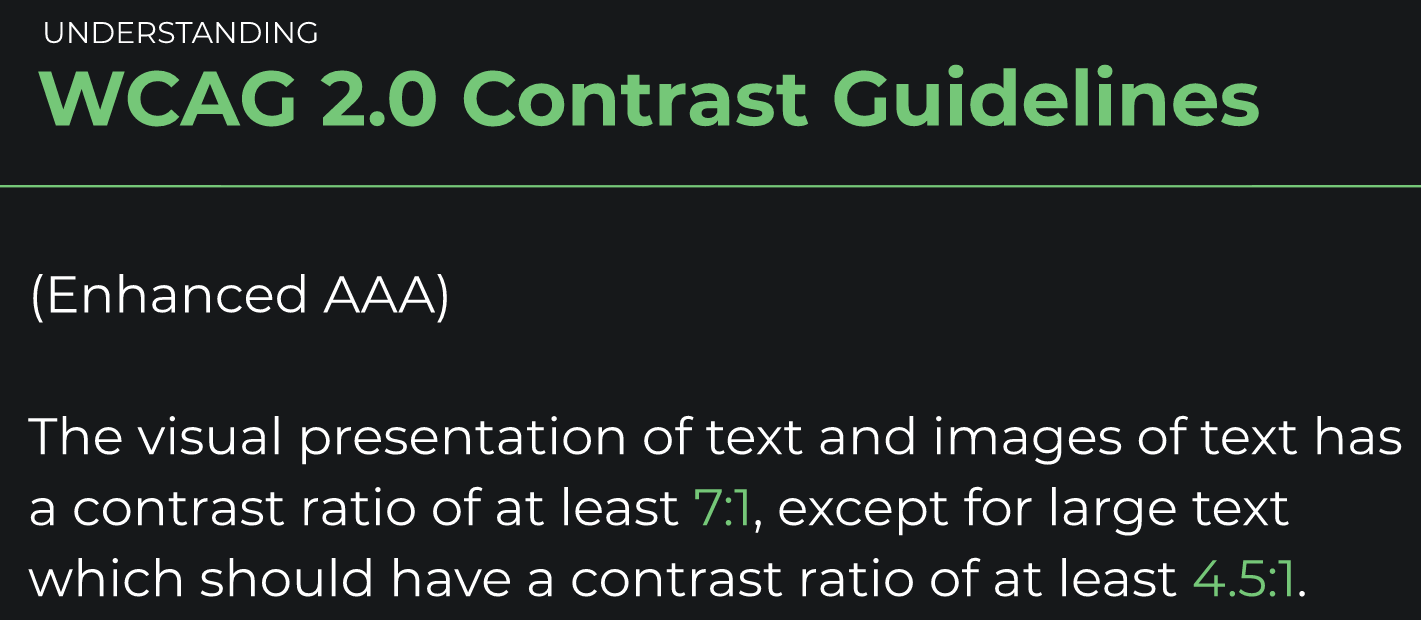 UNDERSTANDING
WCAG 2.0 Contrast Guidelines
(Enhanced AAA)
The visual presentation of text and images of text has
a contrast ratio of at least 7:1, except for large text
which should have a contrast ratio of at least 4.5:1.